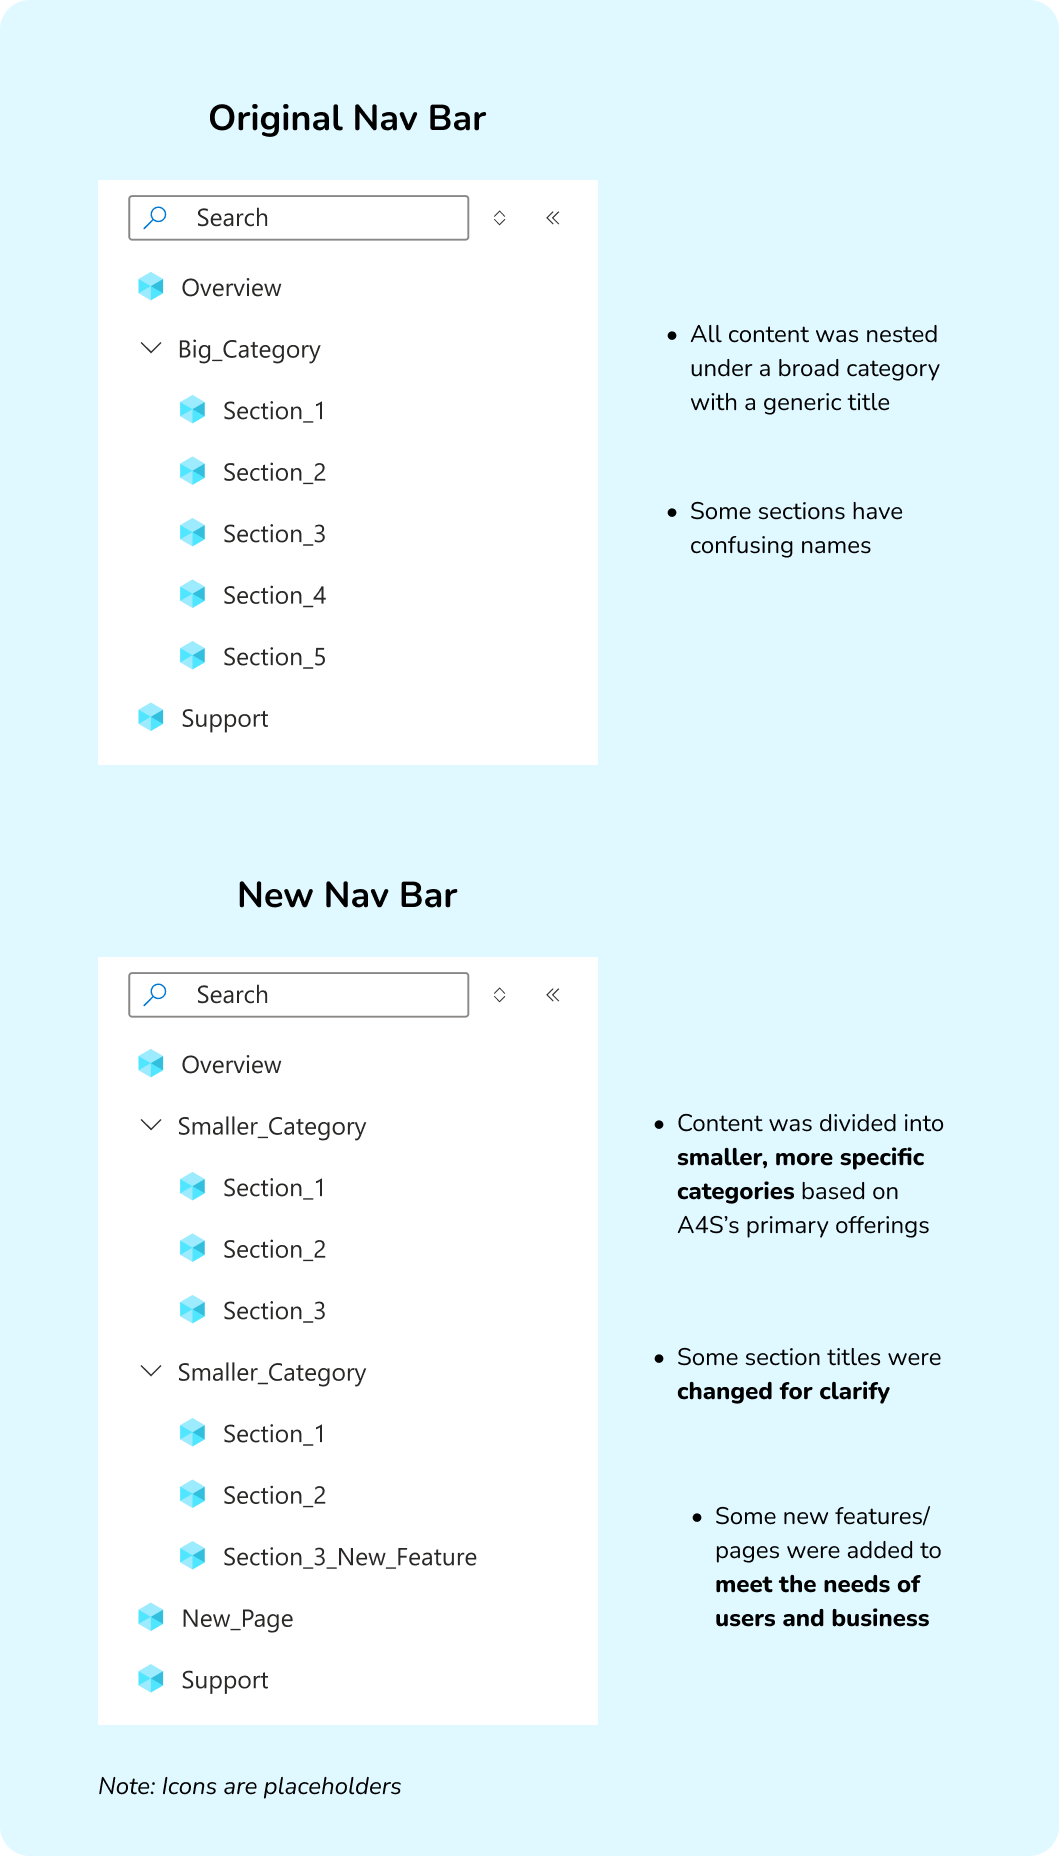 Original Nav Bar
Search
Overview
Big_Category
Section_1
Section_2
Section_3
Section_4
Section_5
Support
• All content was nested
under a broad category
with a generic title
• Some sections have
confusing names
New Nav Bar
Search
Overview
Smaller_Category
Section_1
Section_2
Section_3
Smaller_Category
Section_1
Section_2
Section_3_New_Feature
New_Page
Support
• Content was divided into
smaller, more specific
categories based on
A4S’s primary offerings
• Some section titles were
changed for clarify
• Some new features/
pages were added to
meet the needs of
users and business
Note: Icons are placeholders